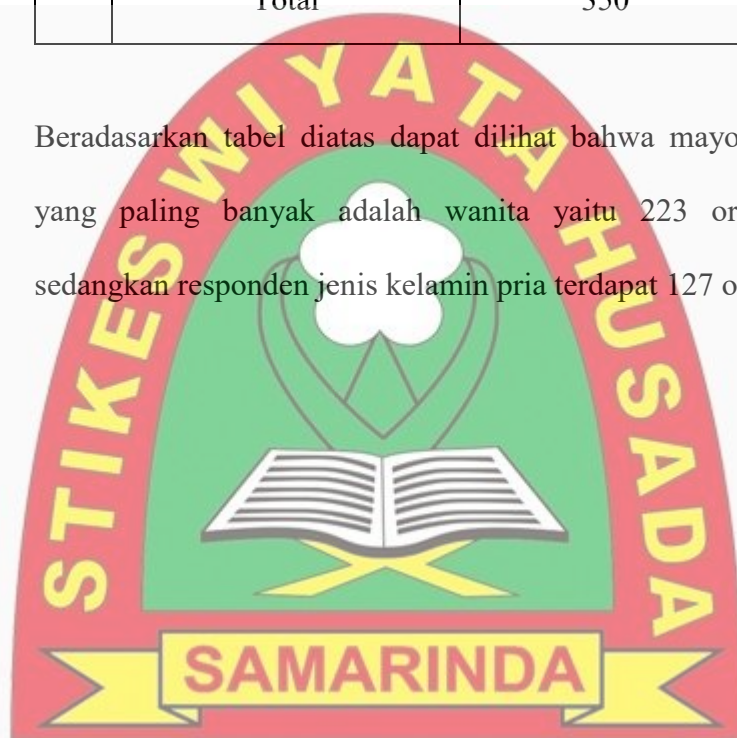 Total 350
Beradasarkan tabel diatas dapat dilihat bahwa mayo
yang paling banyak adalah wanita yaitu 223 or
sedangkan responden jenis kelamin pria terdapat 127 o
STIKES WIYATA HUSADA
SAMARINDA